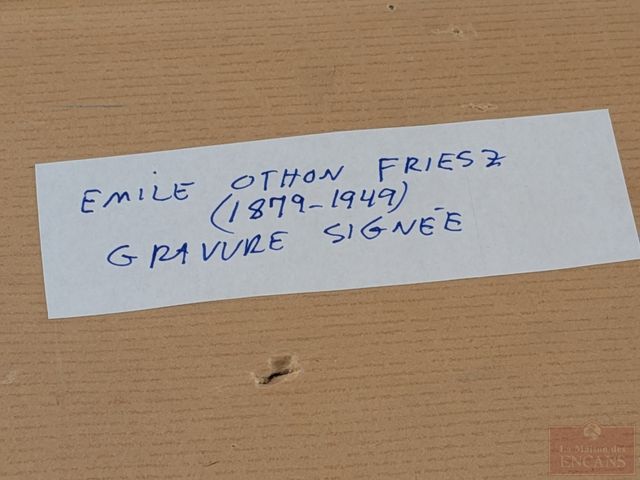 EMILE OTHON FRIESZ
(1879-1949)
GRAVURE SIGNÉE
La Maison des
ENCANS